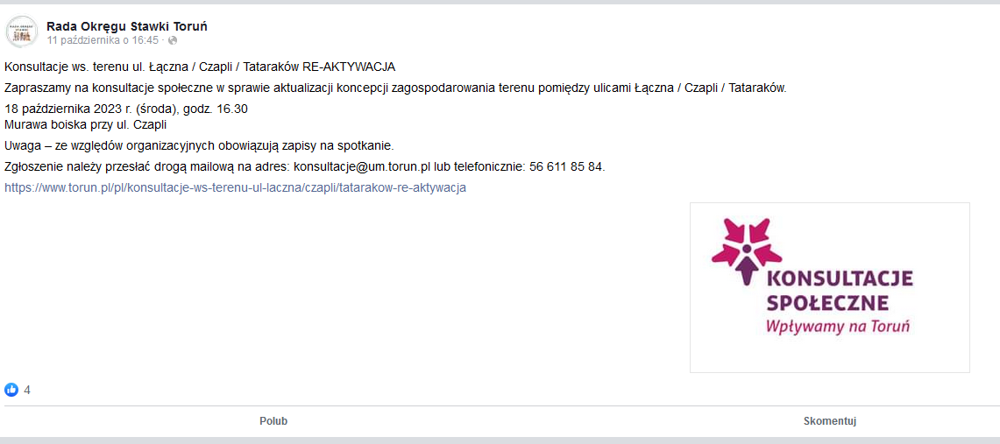 Rada Okręgu Stawki Toruń
11 października o 16:45 ·
Konsultacje ws. terenu ul. Łączna / Czapli / Tataraków RE-AKTYWACJA
Zapraszamy na konsultacje społeczne w sprawie aktualizacji koncepcji zagospodarowania terenu pomiędzy ulicami Łączna / Czapli / Tataraków.
18 października 2023 r. (środa), godz. 16.30
Murawa boiska przy ul. Czapli
Uwaga – ze względów organizacyjnych obowiązują zapisy na spotkanie.
Zgłoszenie należy przesłać drogą mailową na adres: konsultacje@um.torun.pl lub telefonicznie: 56 611 85 84.
https://www.torun.pl/pl/konsultacje-ws-terenu-ul-laczna/czapli/tatarakow-re-aktywacja
KONSULTACJE
SPOŁECZNE
Wpływamy na Toruń
4
Polub
Skomentuj